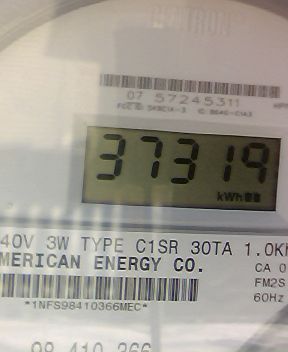 07 57245311
37319
kWh
40V 3W TYPE C1SR 30TA 1.0K
MERICAN ENERGY CO.
CA 0
FM2S
60Hz
*1NFS98410366MEC*
98 410 366